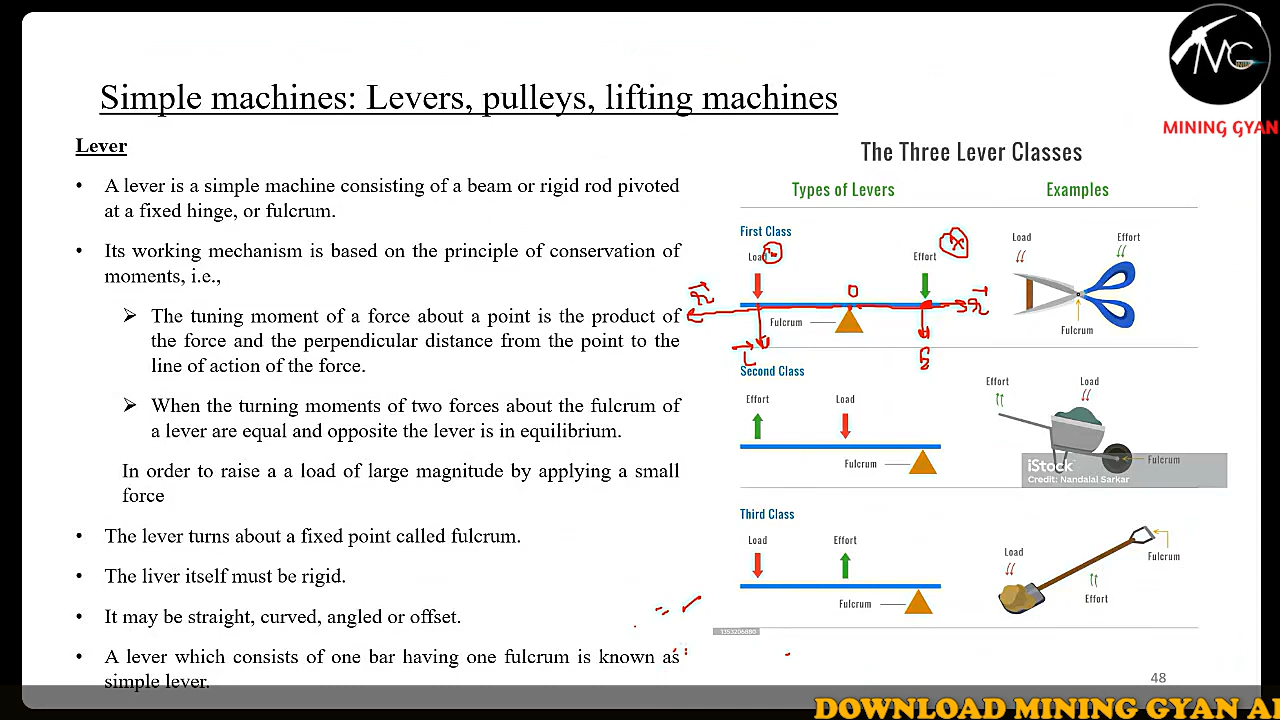 MG
MINING GYAN
Simple machines: Levers, pulleys, lifting machines
Lever
• A lever is a simple machine consisting of a beam or rigid rod pivoted
at a fixed hinge, or fulcrum.
• Its working mechanism is based on the principle of conservation of
moments, i.e.,
➢ The tuning moment of a force about a point is the product of
the force and the perpendicular distance from the point to the
line of action of the force.
➢ When the turning moments of two forces about the fulcrum of
a lever are equal and opposite the lever is in equilibrium.
In order to raise a a load of large magnitude by applying a small
force
• The lever turns about a fixed point called fulcrum.
• The liver itself must be rigid.
• It may be straight, curved, angled or offset.
• A lever which consists of one bar having one fulcrum is known as
simple lever.
The Three Lever Classes
Types of Levers
Examples
First Class
Load
Effort
O
Fulcrum
L
Load
Effort
Fulcrum
Second Class
Effort
Load
Fulcrum
Effort
Load
Fulcrum
iStock
Credit: Nandalal Sarkar
Third Class
Load
Effort
Fulcrum
Load
Effort
Fulcrum
48
DOWNLOAD MINING GYAN A